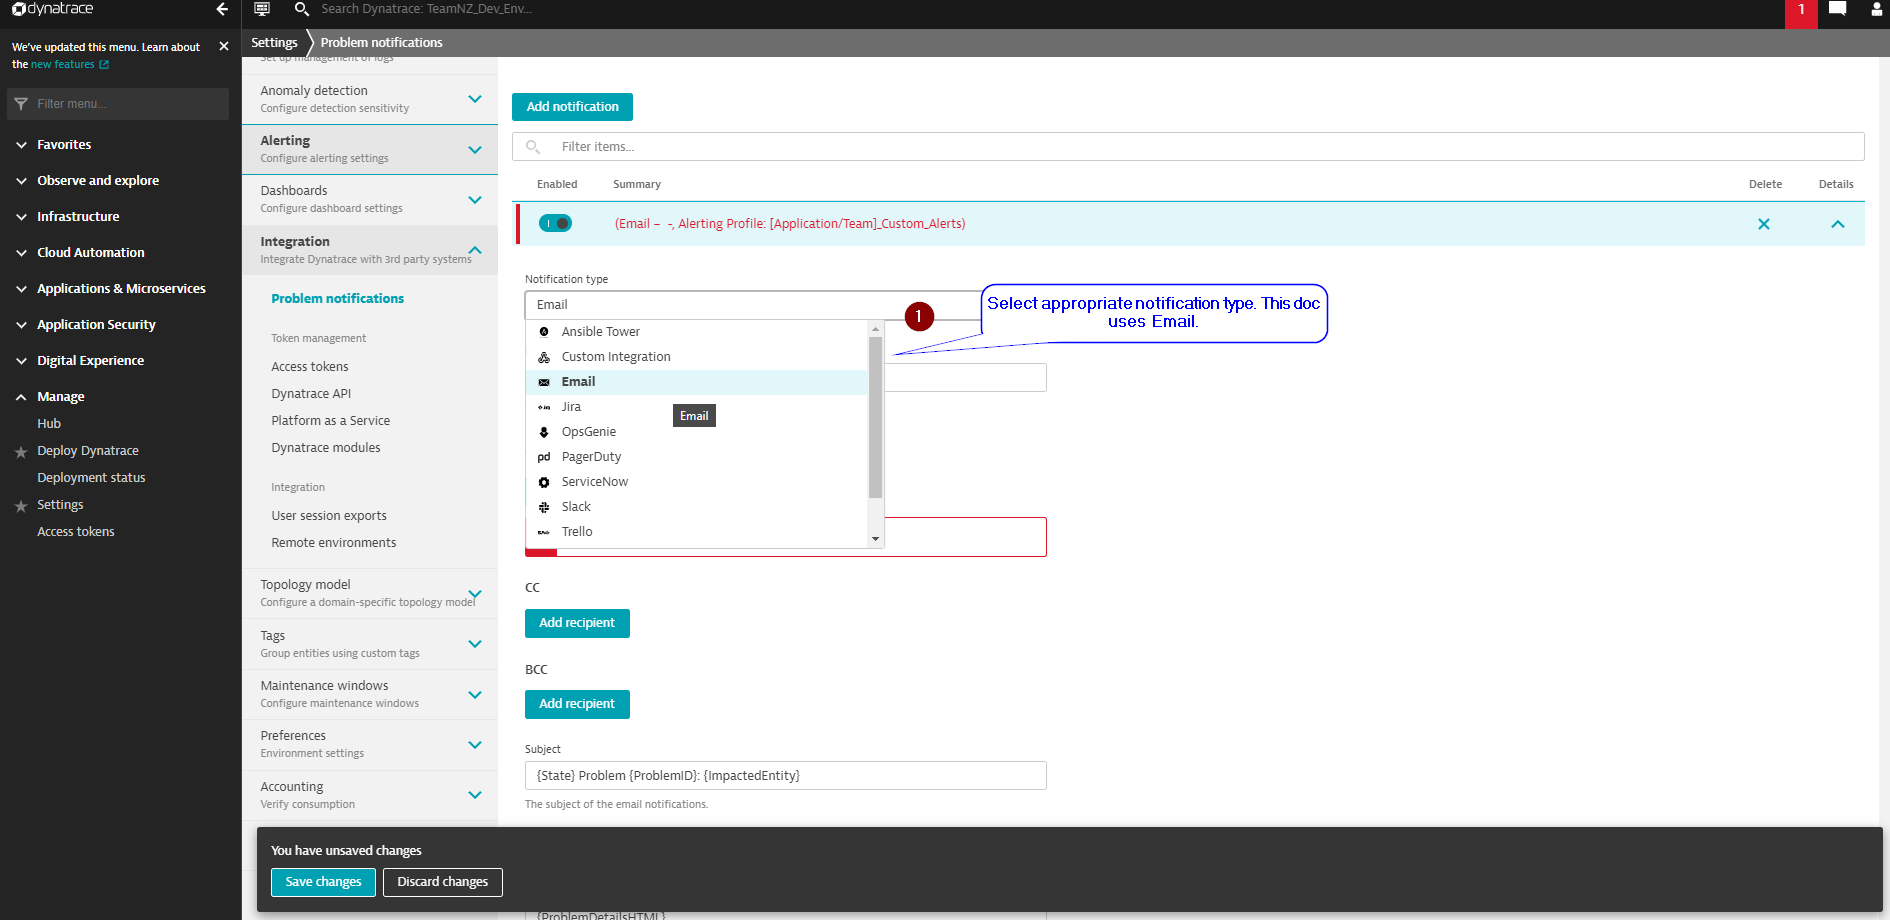 dynatrace
Search Dynatrace: TeamNZ_Dev_Env...
1
We've updated this menu. Learn about
the new features
Filter menu...
Favorites
Observe and explore
Infrastructure
Cloud Automation
Applications & Microservices
Application Security
Digital Experience
Manage
Hub
Deploy Dynatrace
Deployment status
Settings
Access tokens
Settings
Problem notifications
Set up management of logs
Anomaly detection
Configure detection sensitivity
Alerting
Configure alerting settings
Dashboards
Configure dashboard settings
Integration
Integrate Dynatrace with 3rd party systems
Problem notifications
Token management
Access tokens
Dynatrace API
Platform as a Service
Dynatrace modules
Integration
User session exports
Remote environments
Topology model
Configure a domain-specific topology model
Tags
Group entities using custom tags
Maintenance windows
Configure maintenance windows
Preferences
Environment settings
Accounting
Verify consumption
Add notification
Filter items...
Enabled Summary Delete Details
(Email – -, Alerting Profile: [Application/Team]_Custom_Alerts)
Notification type
Email
Ansible Tower
Custom Integration
Email
Jira
Email
OpsGenie
pd PagerDuty
ServiceNow
Slack
Trello
1
Select appropriate notification type. This doc
uses Email.
CC
Add recipient
BCC
Add recipient
Subject
{State} Problem {ProblemID}: {ImpactedEntity}
The subject of the email notifications.
You have unsaved changes
Save changes
Discard changes
{ProblemDetailsHTML}